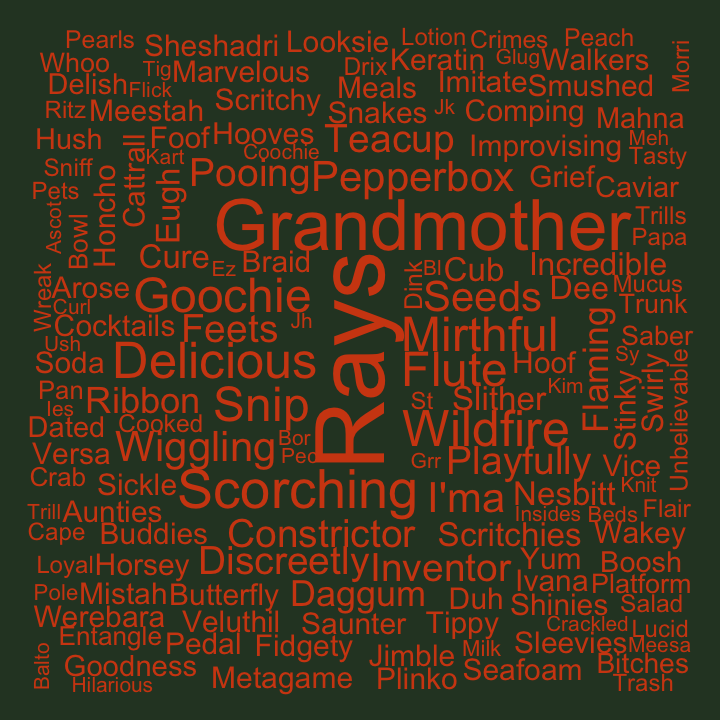 Pearls
Sheshadri
Looksie
Lotion
Crimes
Peach
Whoo
Tig
Marvelous
Drix
Keratin
Glug
Walkers
Morri
Delish
Flick
Scritchy
Meals
Imitate
Smushed
Ritz
Meestah
Snakes
Jk
Comping
Mahna
Hush
Cattrall
Foof
Hooves
Teacup
Improvising
Meh
Sniff
Kart
Coochie
Tasty
Pets
Honcho
Eugh
Pooing
Pepperbox
Grief
Caviar
Ascot
Bowl
Grandmother
Trills
Papa
Cure
Ez
Braid
Rays
Dink
Bl
Cub
Incredible
Wreak
Arose
Goochie
Seeds
Dee
Mucus
Curl
Trunk
Cocktails
Feets
Jh
Mirthful
Flaming
Saber
Ush
Soda
Delicious
Flute
Hoof
Sy
Swirly
Unbelievable
Pan
Ies
Ribbon
Snip
St
Slither
Kim
Stinky
Dated
Cooked
Wildfire
Versa
Wiggling
Bor
Pec
Grr
Playfully
Vice
Crab
Sickle
Scorching
I'ma
Nesbitt
Knit
Trill
Aunties
Insides
Beds
Flair
Cape
Buddies
Constrictor
Scritchies
Wakey
Loyal
Horsey
Discreetly
Inventor
Yum
Boosh
Ivana
Platform
Pole
Mistah
Butterfly
Daggum
Duh
Shinies
Salad
Werebara
Veluthil
Saunter
Tippy
Crackled
Lucid
Entangle
Pedal
Fidgety
Milk
Sleevies
Meesa
Balto
Goodness
Jimble
Seafoam
Bitches
Hilarious
Metagame
Plinko
Trash